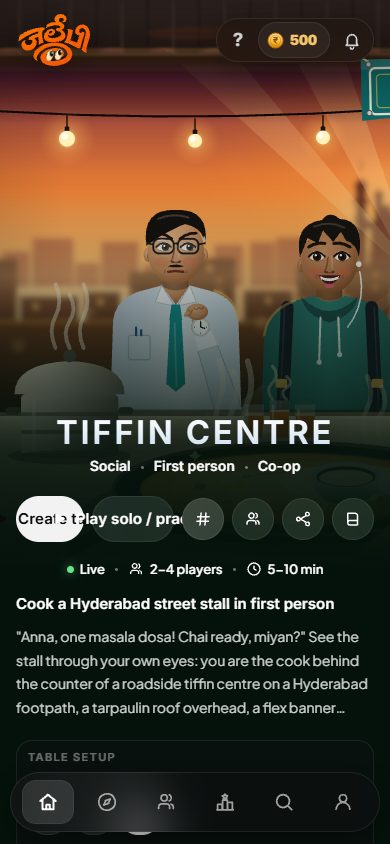 जलेबी
?
₹ 500
TIFFIN CENTRE
Social · First person · Co-op
Create t
Play solo / prac
#
Live · 2–4 players · 5–10 min
Cook a Hyderabad street stall in first person
"Anna, one masala dosa! Chai ready, miyan?" See the
stall through your own eyes: you are the cook behind
the counter of a roadside tiffin centre on a Hyderabad
footpath, a tarpaulin roof overhead, a flex banner…
TABLE SETUP